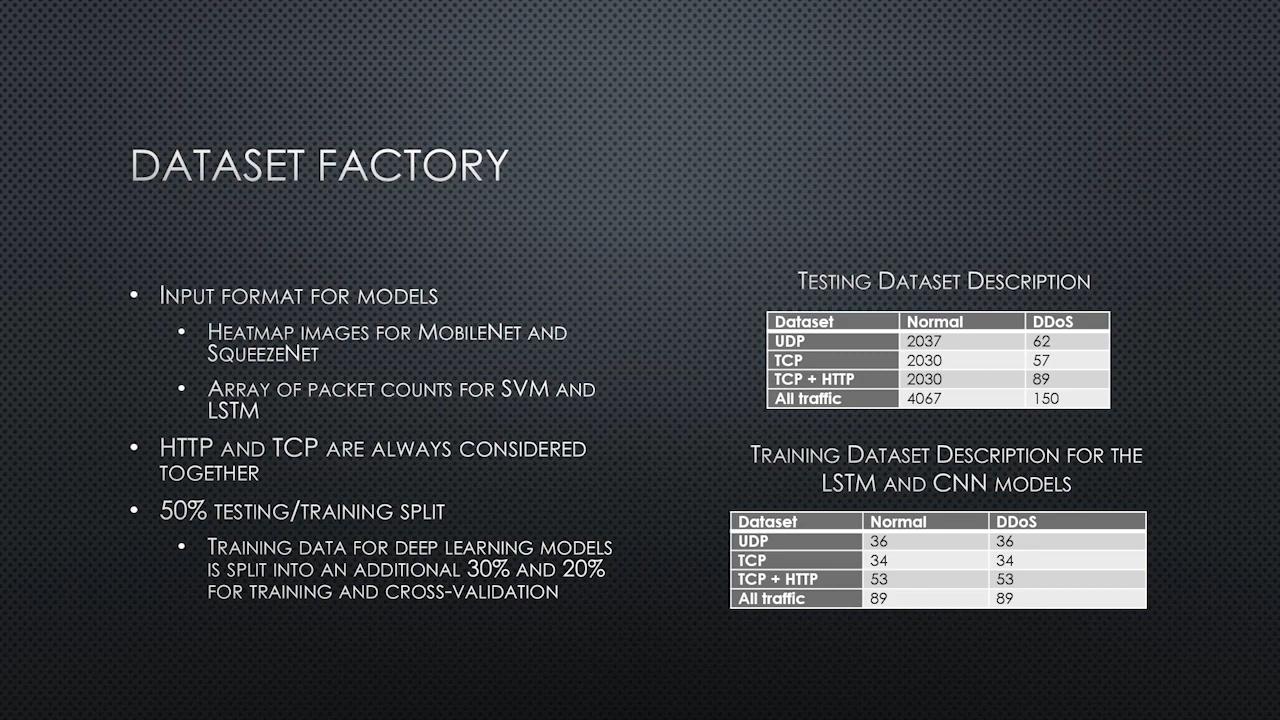 DATASET FACTORY
• INPUT FORMAT FOR MODELS
• HEATMAP IMAGES FOR MOBILENET AND
SQUEEZENET
• ARRAY OF PACKET COUNTS FOR SVM AND
LSTM
• HTTP AND TCP ARE ALWAYS CONSIDERED
TOGETHER
• 50% TESTING/TRAINING SPLIT
• TRAINING DATA FOR DEEP LEARNING MODELS
IS SPLIT INTO AN ADDITIONAL 30% AND 20%
FOR TRAINING AND CROSS-VALIDATION
TESTING DATASET DESCRIPTION
Dataset Normal DDoS
UDP 2037 62
TCP 2030 57
TCP + HTTP 2030 89
All traffic 4067 150
TRAINING DATASET DESCRIPTION FOR THE
LSTM AND CNN MODELS
Dataset Normal DDoS
UDP 36 36
TCP 34 34
TCP + HTTP 53 53
All traffic 89 89